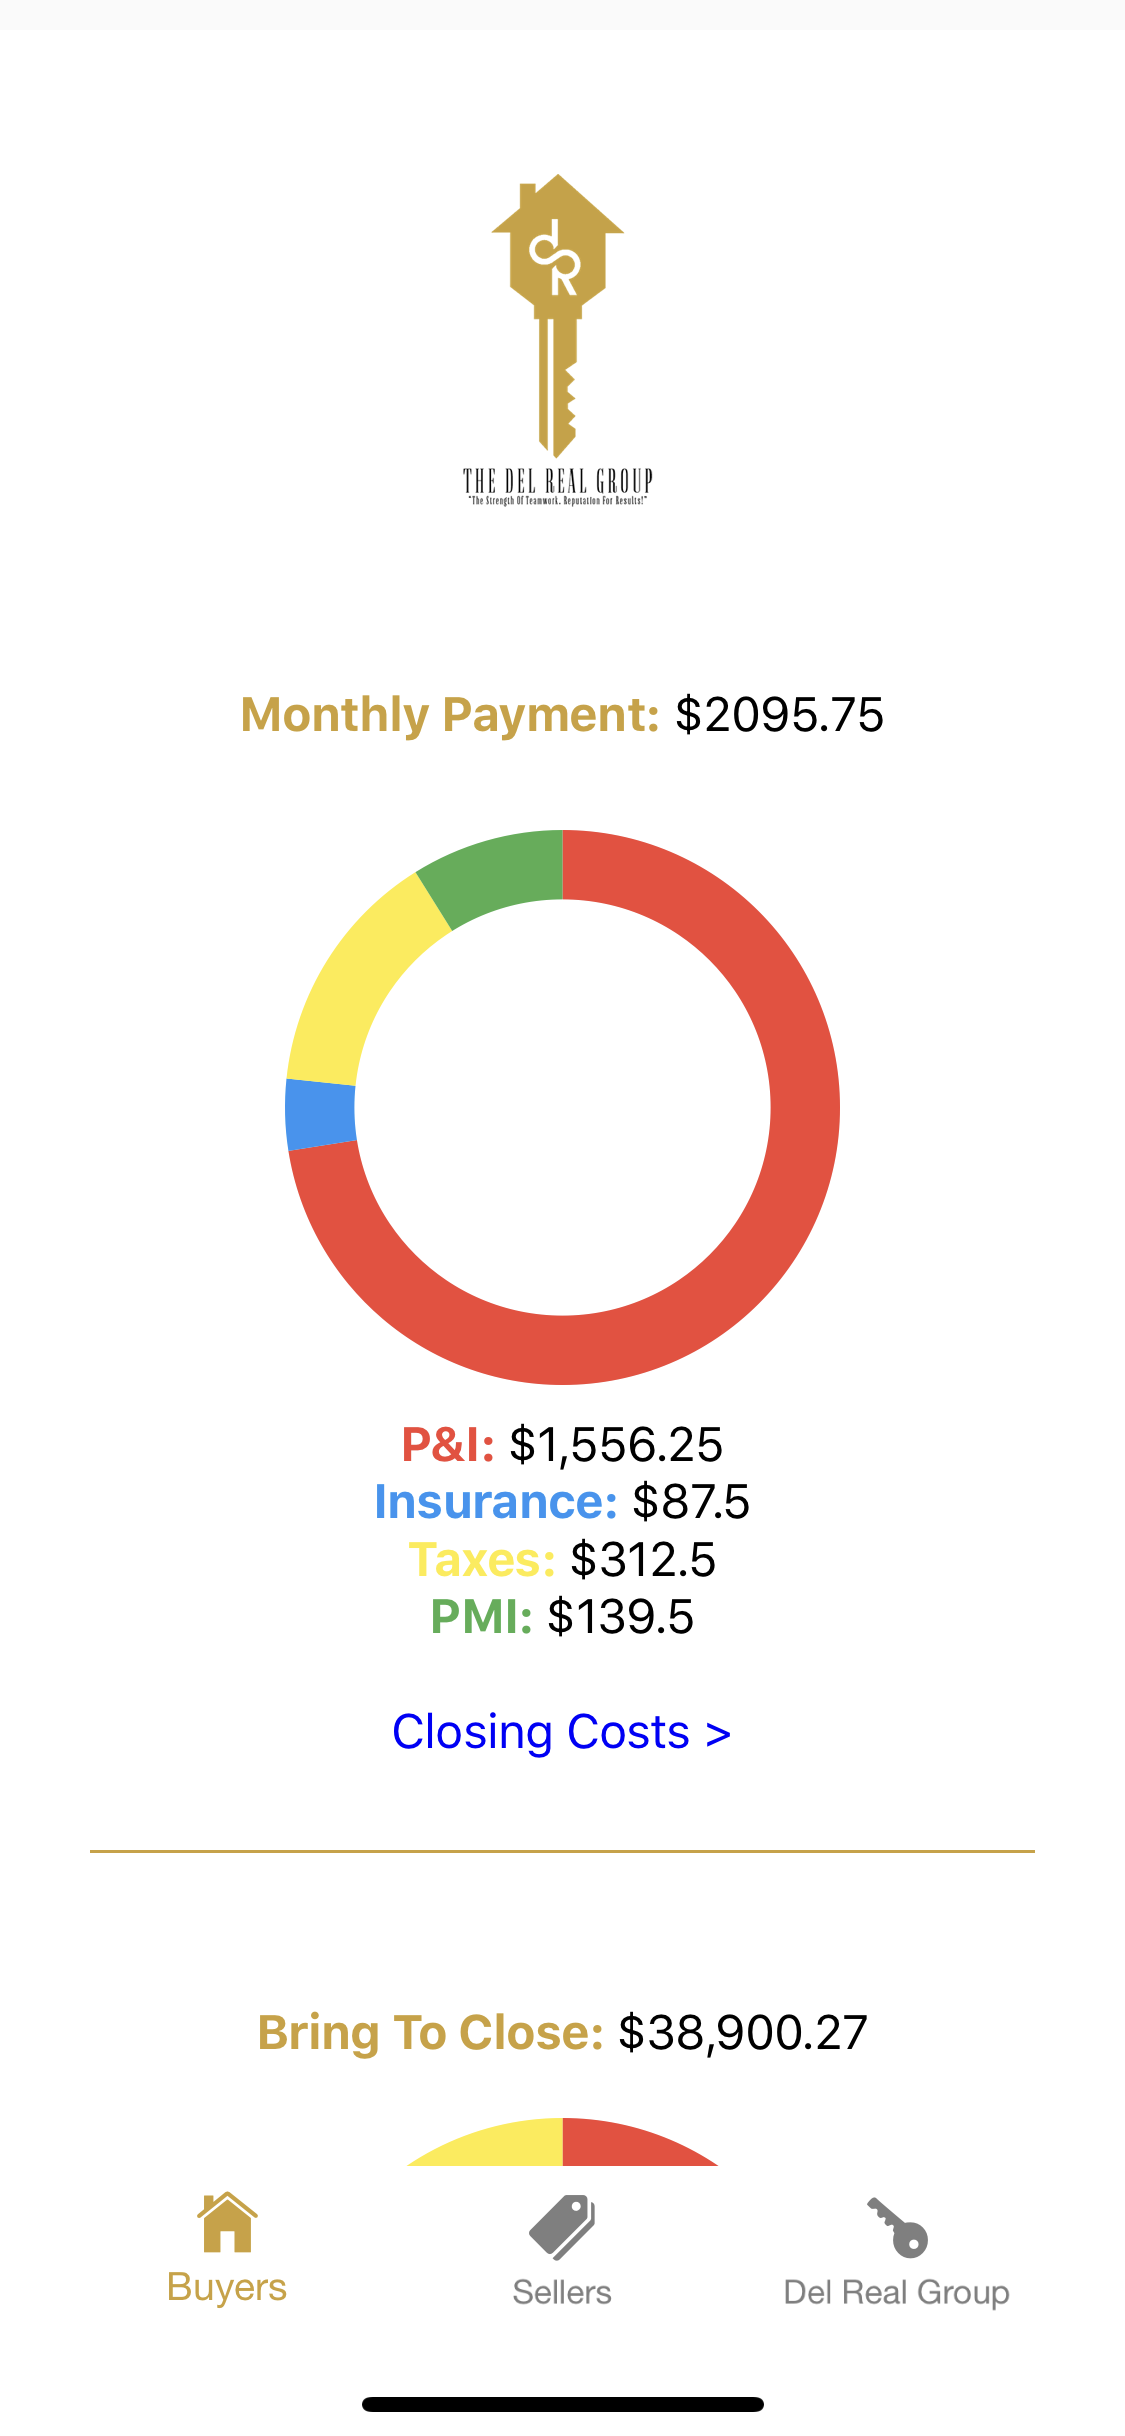 dR
THE DEL REAL GROUP
"The Strength Of Teamwork. Reputation For Results!"
Monthly Payment: $2095.75
P&I: $1,556.25
Insurance: $87.5
Taxes: $312.5
PMI: $139.5
Closing Costs >
Bring To Close: $38,900.27
Buyers
Sellers
Del Real Group